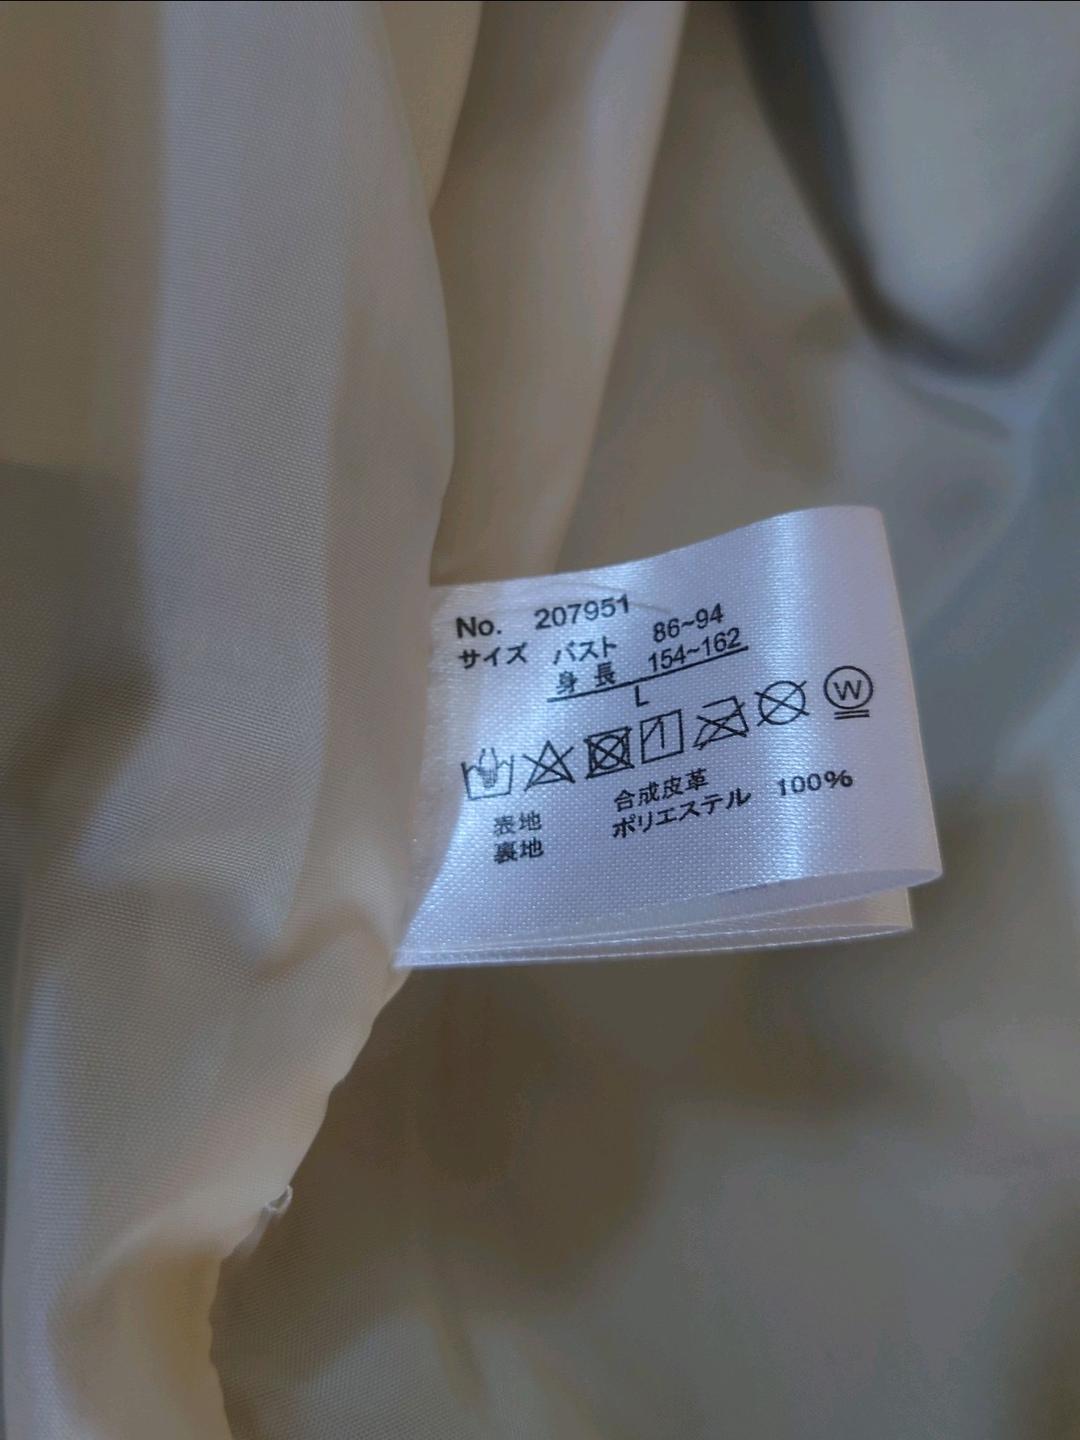 No. 207951
サイズ バスト 86~94
身長 154~162
L
W
表地 合成皮革
裏地 ポリエステル 100%